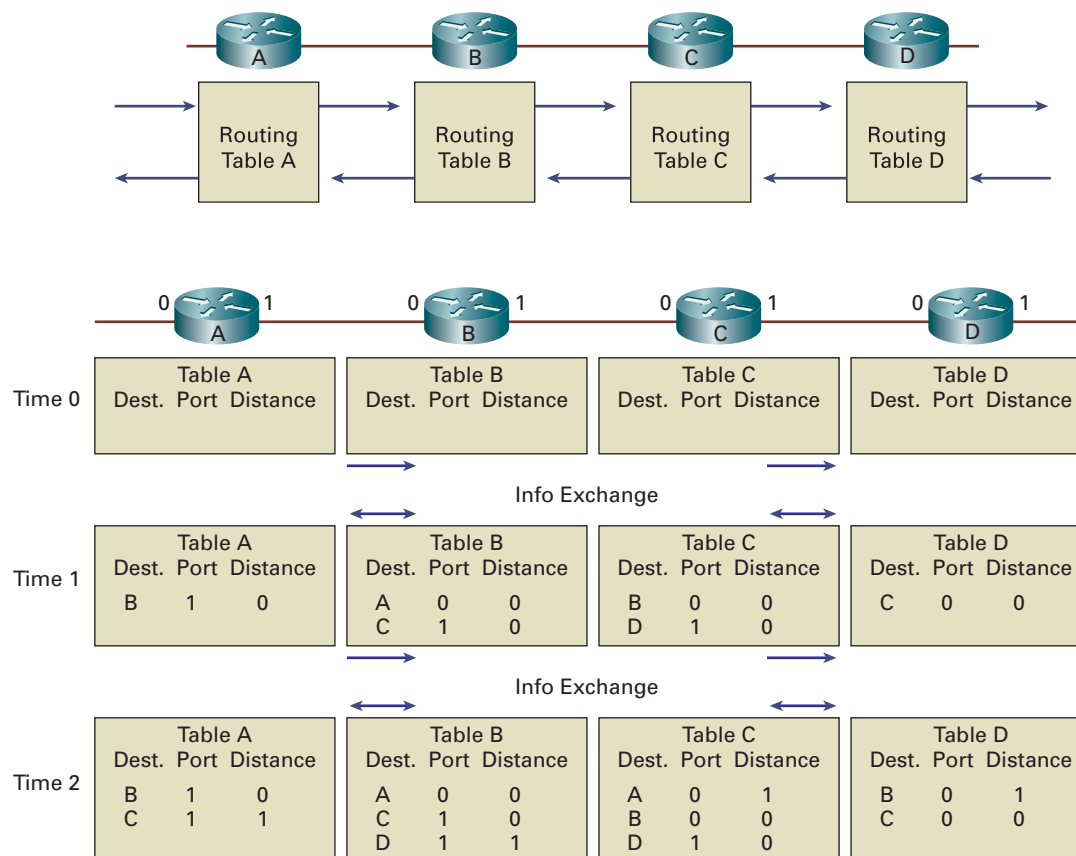 A B C D
Routing Table A
Routing Table B
Routing Table C
Routing Table D
0 A 1 0 B 1 0 C 1 0 D 1
Time 0
Table A
Dest. Port Distance
Table B
Dest. Port Distance
Table C
Dest. Port Distance
Table D
Dest. Port Distance
Info Exchange
Time 1
Table A
Dest. Port Distance
B 1 0
Table B
Dest. Port Distance
A 0 0
C 1 0
Table C
Dest. Port Distance
B 0 0
D 1 0
Table D
Dest. Port Distance
C 0 0
Info Exchange
Time 2
Table A
Dest. Port Distance
B 1 0
C 1 1
Table B
Dest. Port Distance
A 0 0
C 1 0
D 1 1
Table C
Dest. Port Distance
A 0 1
B 0 0
D 1 0
Table D
Dest. Port Distance
B 0 1
C 0 0